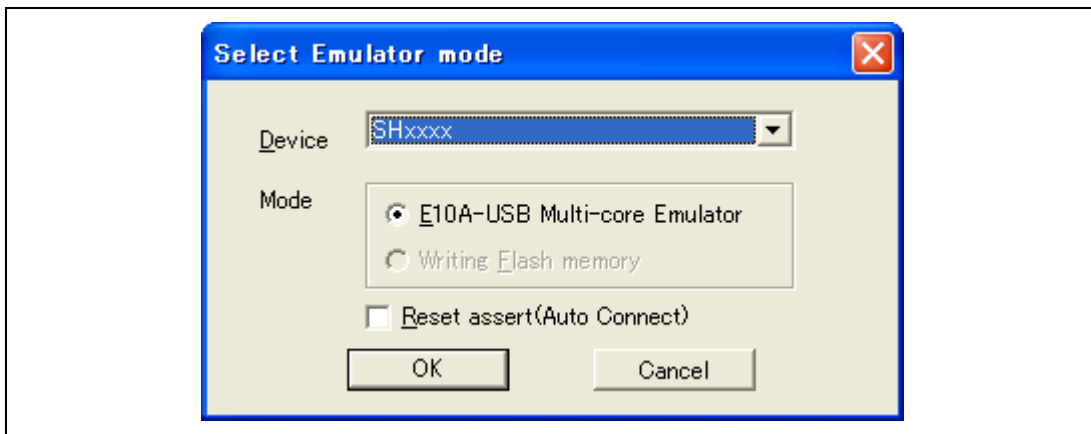 Select Emulator mode
Device
SHxxxx
Mode
E10A-USB Multi-core Emulator
Writing Flash memory
Reset assert(Auto Connect)
OK
Cancel